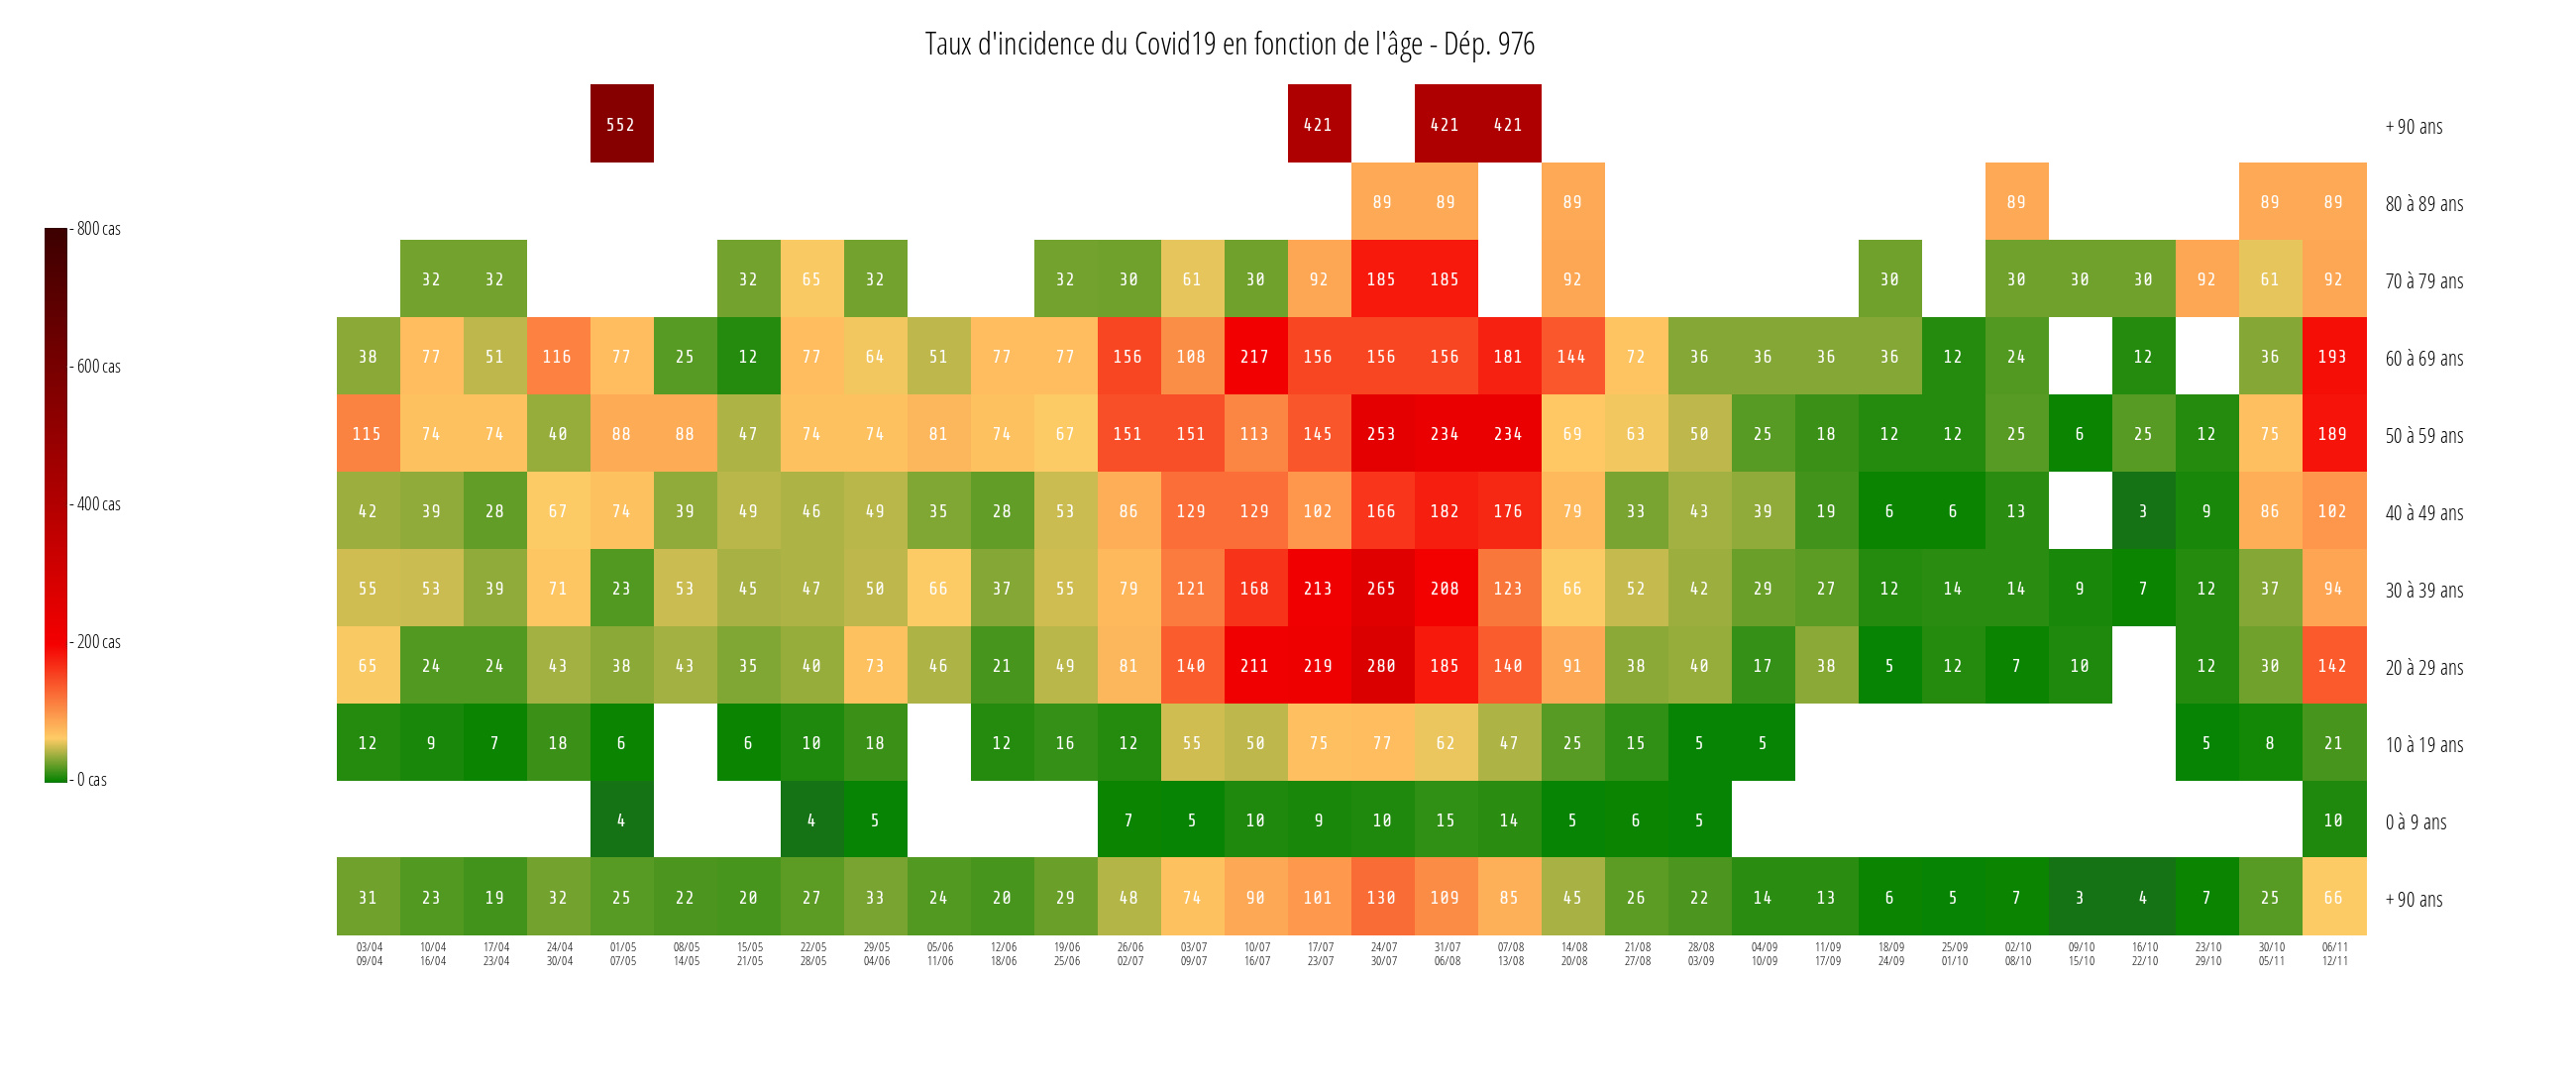 Taux d'incidence du Covid19 en fonction de l'âge - Dép. 976
- 800 cas
- 600 cas
- 400 cas
- 200 cas
- 0 cas
552 421 421 421 + 90 ans
89 89 89 89 89 89 80 à 89 ans
32 32 32 65 32 32 30 61 30 92 185 185 92 30 30 30 30 92 61 92 70 à 79 ans
38 77 51 116 77 25 12 77 64 51 77 77 156 108 217 156 156 156 181 144 72 36 36 36 36 12 24 12 36 193 60 à 69 ans
115 74 74 40 88 88 47 74 74 81 74 67 151 151 113 145 253 234 234 69 63 50 25 18 12 12 25 6 25 12 75 189 50 à 59 ans
42 39 28 67 74 39 49 46 49 35 28 53 86 129 129 102 166 182 176 79 33 43 39 19 6 6 13 3 9 86 102 40 à 49 ans
55 53 39 71 23 53 45 47 50 66 37 55 79 121 168 213 265 208 123 66 52 42 29 27 12 14 14 9 7 12 37 94 30 à 39 ans
65 24 24 43 38 43 35 40 73 46 21 49 81 140 211 219 280 185 140 91 38 40 17 38 5 12 7 10 12 30 142 20 à 29 ans
12 9 7 18 6 6 10 18 12 16 12 55 50 75 77 62 47 25 15 5 5 5 8 21 10 à 19 ans
4 4 5 7 5 10 9 10 15 14 5 6 5 10 0 à 9 ans
31 23 19 32 25 22 20 27 33 24 20 29 48 74 90 101 130 109 85 45 26 22 14 13 6 5 7 3 4 7 25 66 + 90 ans
03/04 10/04 17/04 24/04 01/05 08/05 15/05 22/05 29/05 05/06 12/06 19/06 26/06 03/07 10/07 17/07 24/07 31/07 07/08 14/08 21/08 28/08 04/09 11/09 18/09 25/09 02/10 09/10 16/10 23/10 30/10 06/11
09/04 16/04 23/04 30/04 07/05 14/05 21/05 28/05 04/06 11/06 18/06 25/06 02/07 09/07 16/07 23/07 30/07 06/08 13/08 20/08 27/08 03/09 10/09 17/09 24/09 01/10 08/10 15/10 22/10 29/10 05/11 12/11